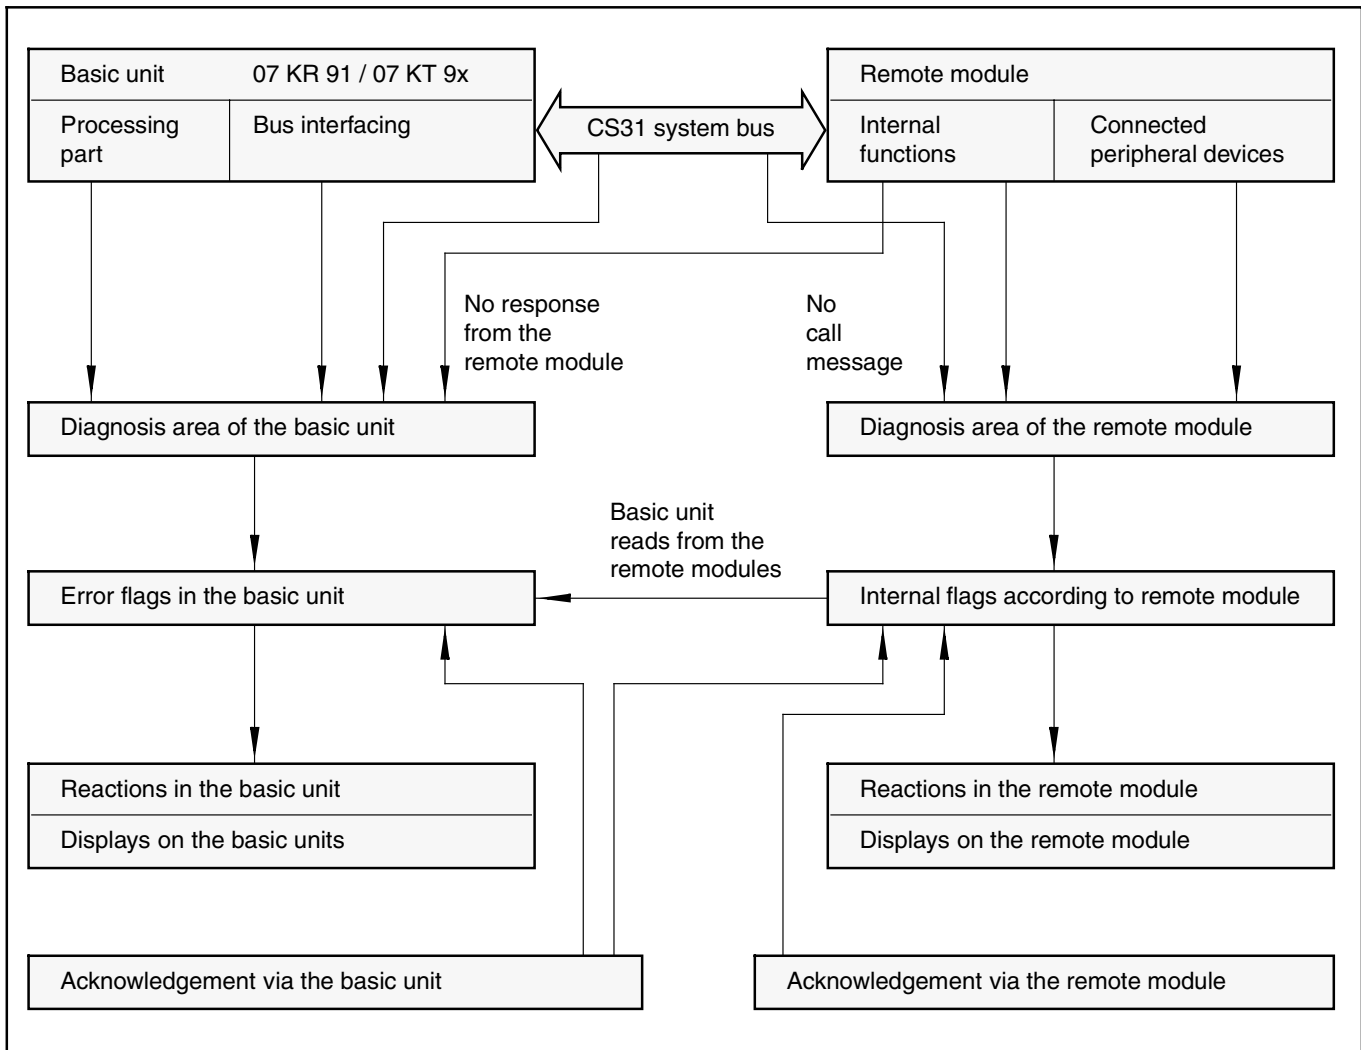 Basic unit 07 KR 91 / 07 KT 9x
Processing
part
Bus interfacing
CS31 system bus
Remote module
Internal
functions
Connected
peripheral devices
No response
from the
remote module
No
call
message
Diagnosis area of the basic unit
Diagnosis area of the remote module
Basic unit
reads from the
remote modules
Error flags in the basic unit
Internal flags according to remote module
Reactions in the basic unit
Displays on the basic units
Reactions in the remote module
Displays on the remote module
Acknowledgement via the basic unit
Acknowledgement via the remote module